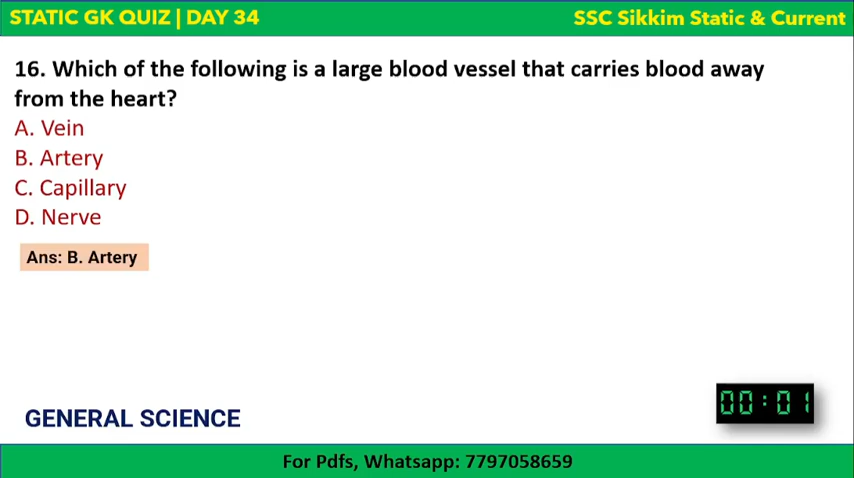 STATIC GK QUIZ | DAY 34
SSC Sikkim Static & Current
16. Which of the following is a large blood vessel that carries blood away
from the heart?
A. Vein
B. Artery
C. Capillary
D. Nerve
Ans: B. Artery
00:01
GENERAL SCIENCE
For Pdfs, Whatsapp: 7797058659